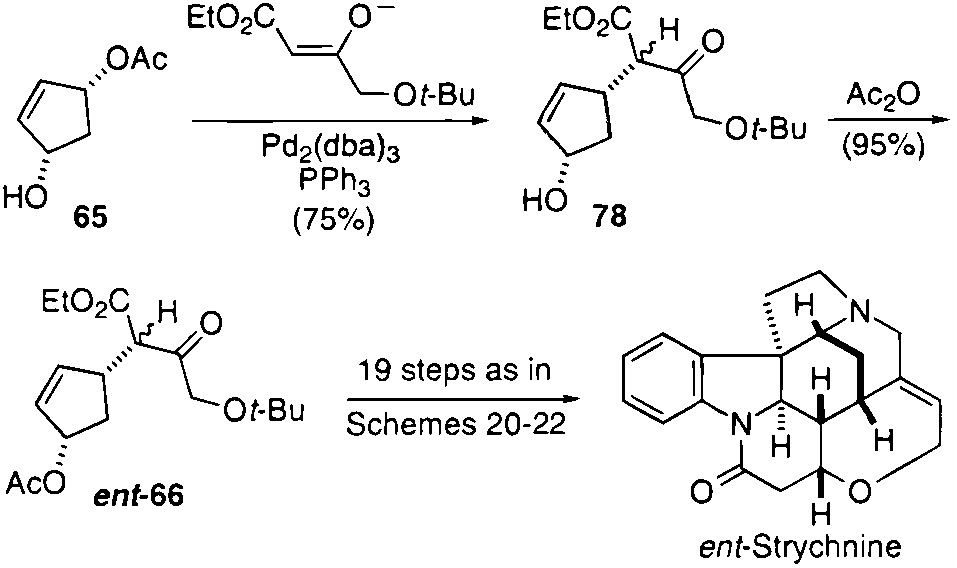 EtO₂C
O⁻
OAc
Ot-Bu
HO
65
Pd₂(dba)₃
PPh₃
(75%)
EtO₂C
H
O
Ot-Bu
HO
78
Ac₂O
(95%)
EtO₂C
H
O
Ot-Bu
AcO
ent-66
19 steps as in
Schemes 20-22
H
N
H
N
H
H
O
O
H
ent-Strychnine